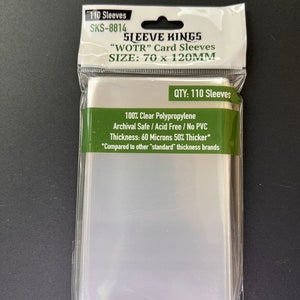 110 Sleeves
SKS-8814
SLEEVE KINGS
"WOTR" Card Sleeves
SIZE: 70 x 120MM
QTY: 110 Sleeves
100% Clear Polypropylene
Archival Safe / Acid Free / No PVC
Thickness: 60 Microns 50% Thicker*
*Compared to other "standard" thickness brands